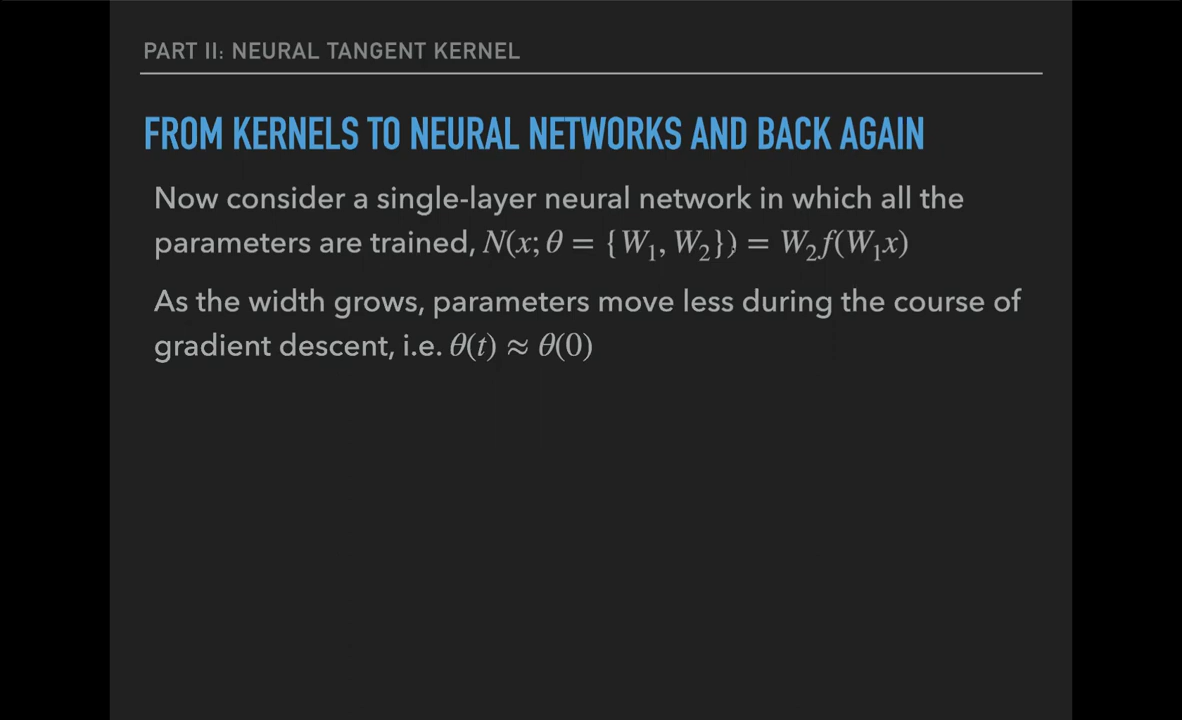 PART II: NEURAL TANGENT KERNEL
FROM KERNELS TO NEURAL NETWORKS AND BACK AGAIN
Now consider a single-layer neural network in which all the
parameters are trained, N(x; θ = {W₁, W₂}) = W₂f(W₁x)
As the width grows, parameters move less during the course of
gradient descent, i.e. θ(t) ≈ θ(0)